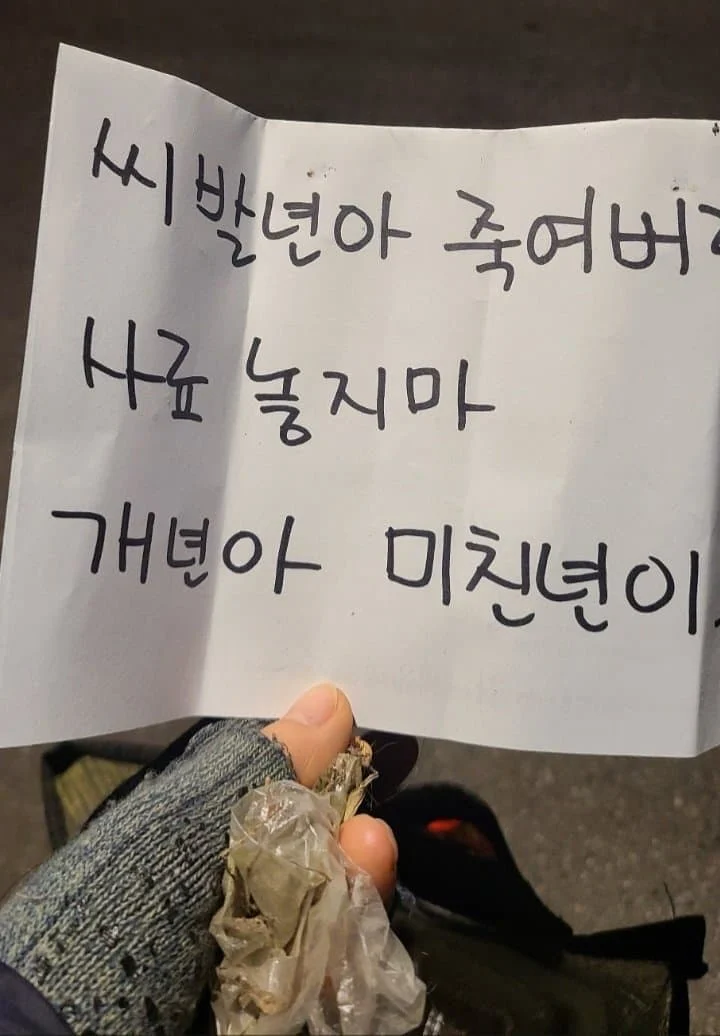 씨발년아 죽여버
사료 놓지마
개년아 미친년이